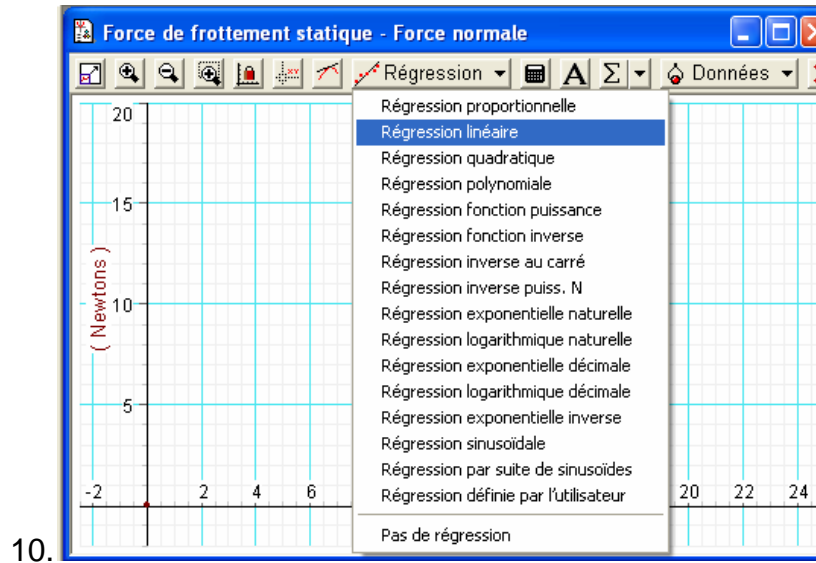 Force de frottement statique - Force normale
Régression
A
Σ
Données
Régression proportionnelle
Régression linéaire
Régression quadratique
Régression polynomiale
Régression fonction puissance
Régression fonction inverse
Régression inverse au carré
Régression inverse puiss. N
Régression exponentielle naturelle
Régression logarithmique naturelle
Régression exponentielle décimale
Régression logarithmique décimale
Régression exponentielle inverse
Régression sinusoïdale
Régression par suite de sinusoïdes
Régression définie par l'utilisateur
Pas de régression
20
15
10
5
( Newtons )
-2 2 4 6 20 22 24
10.